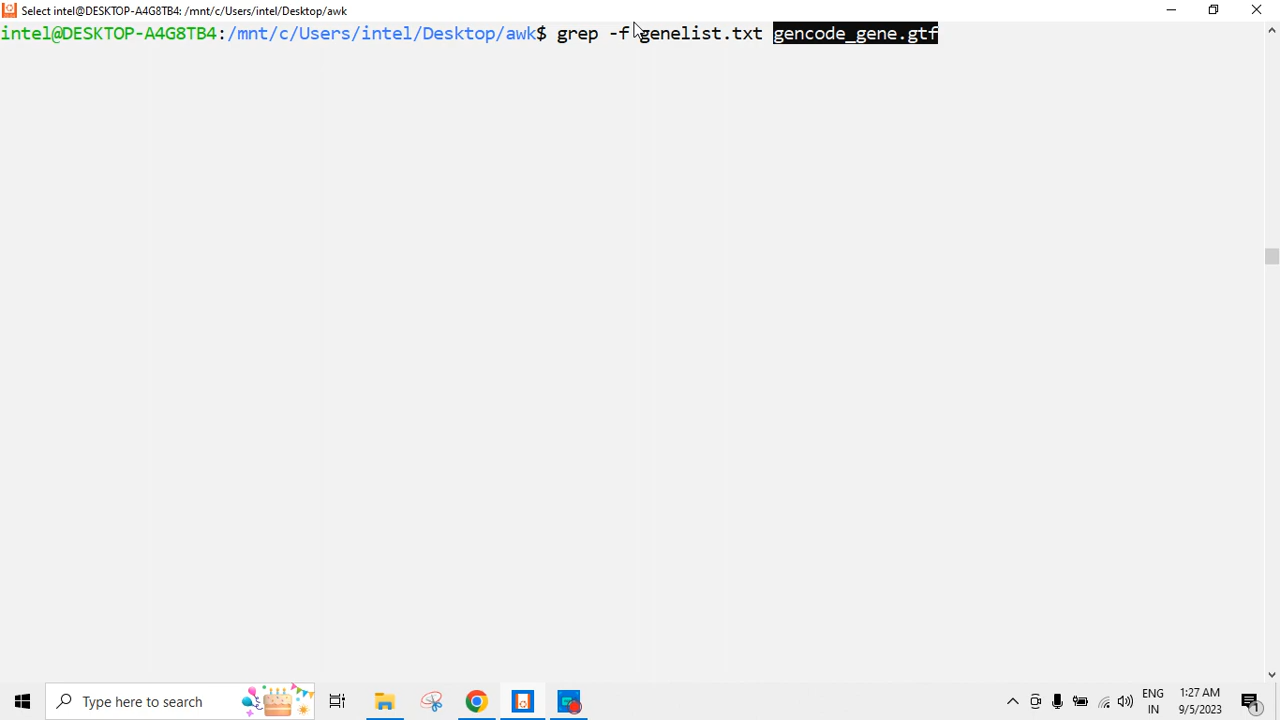 Select intel@DESKTOP-A4G8TB4: /mnt/c/Users/intel/Desktop/awk
intel@DESKTOP-A4G8TB4:/mnt/c/Users/intel/Desktop/awk$ grep -f genelist.txt gencode_gene.gtf
Type here to search
ENG
IN
1:27 AM
9/5/2023
1